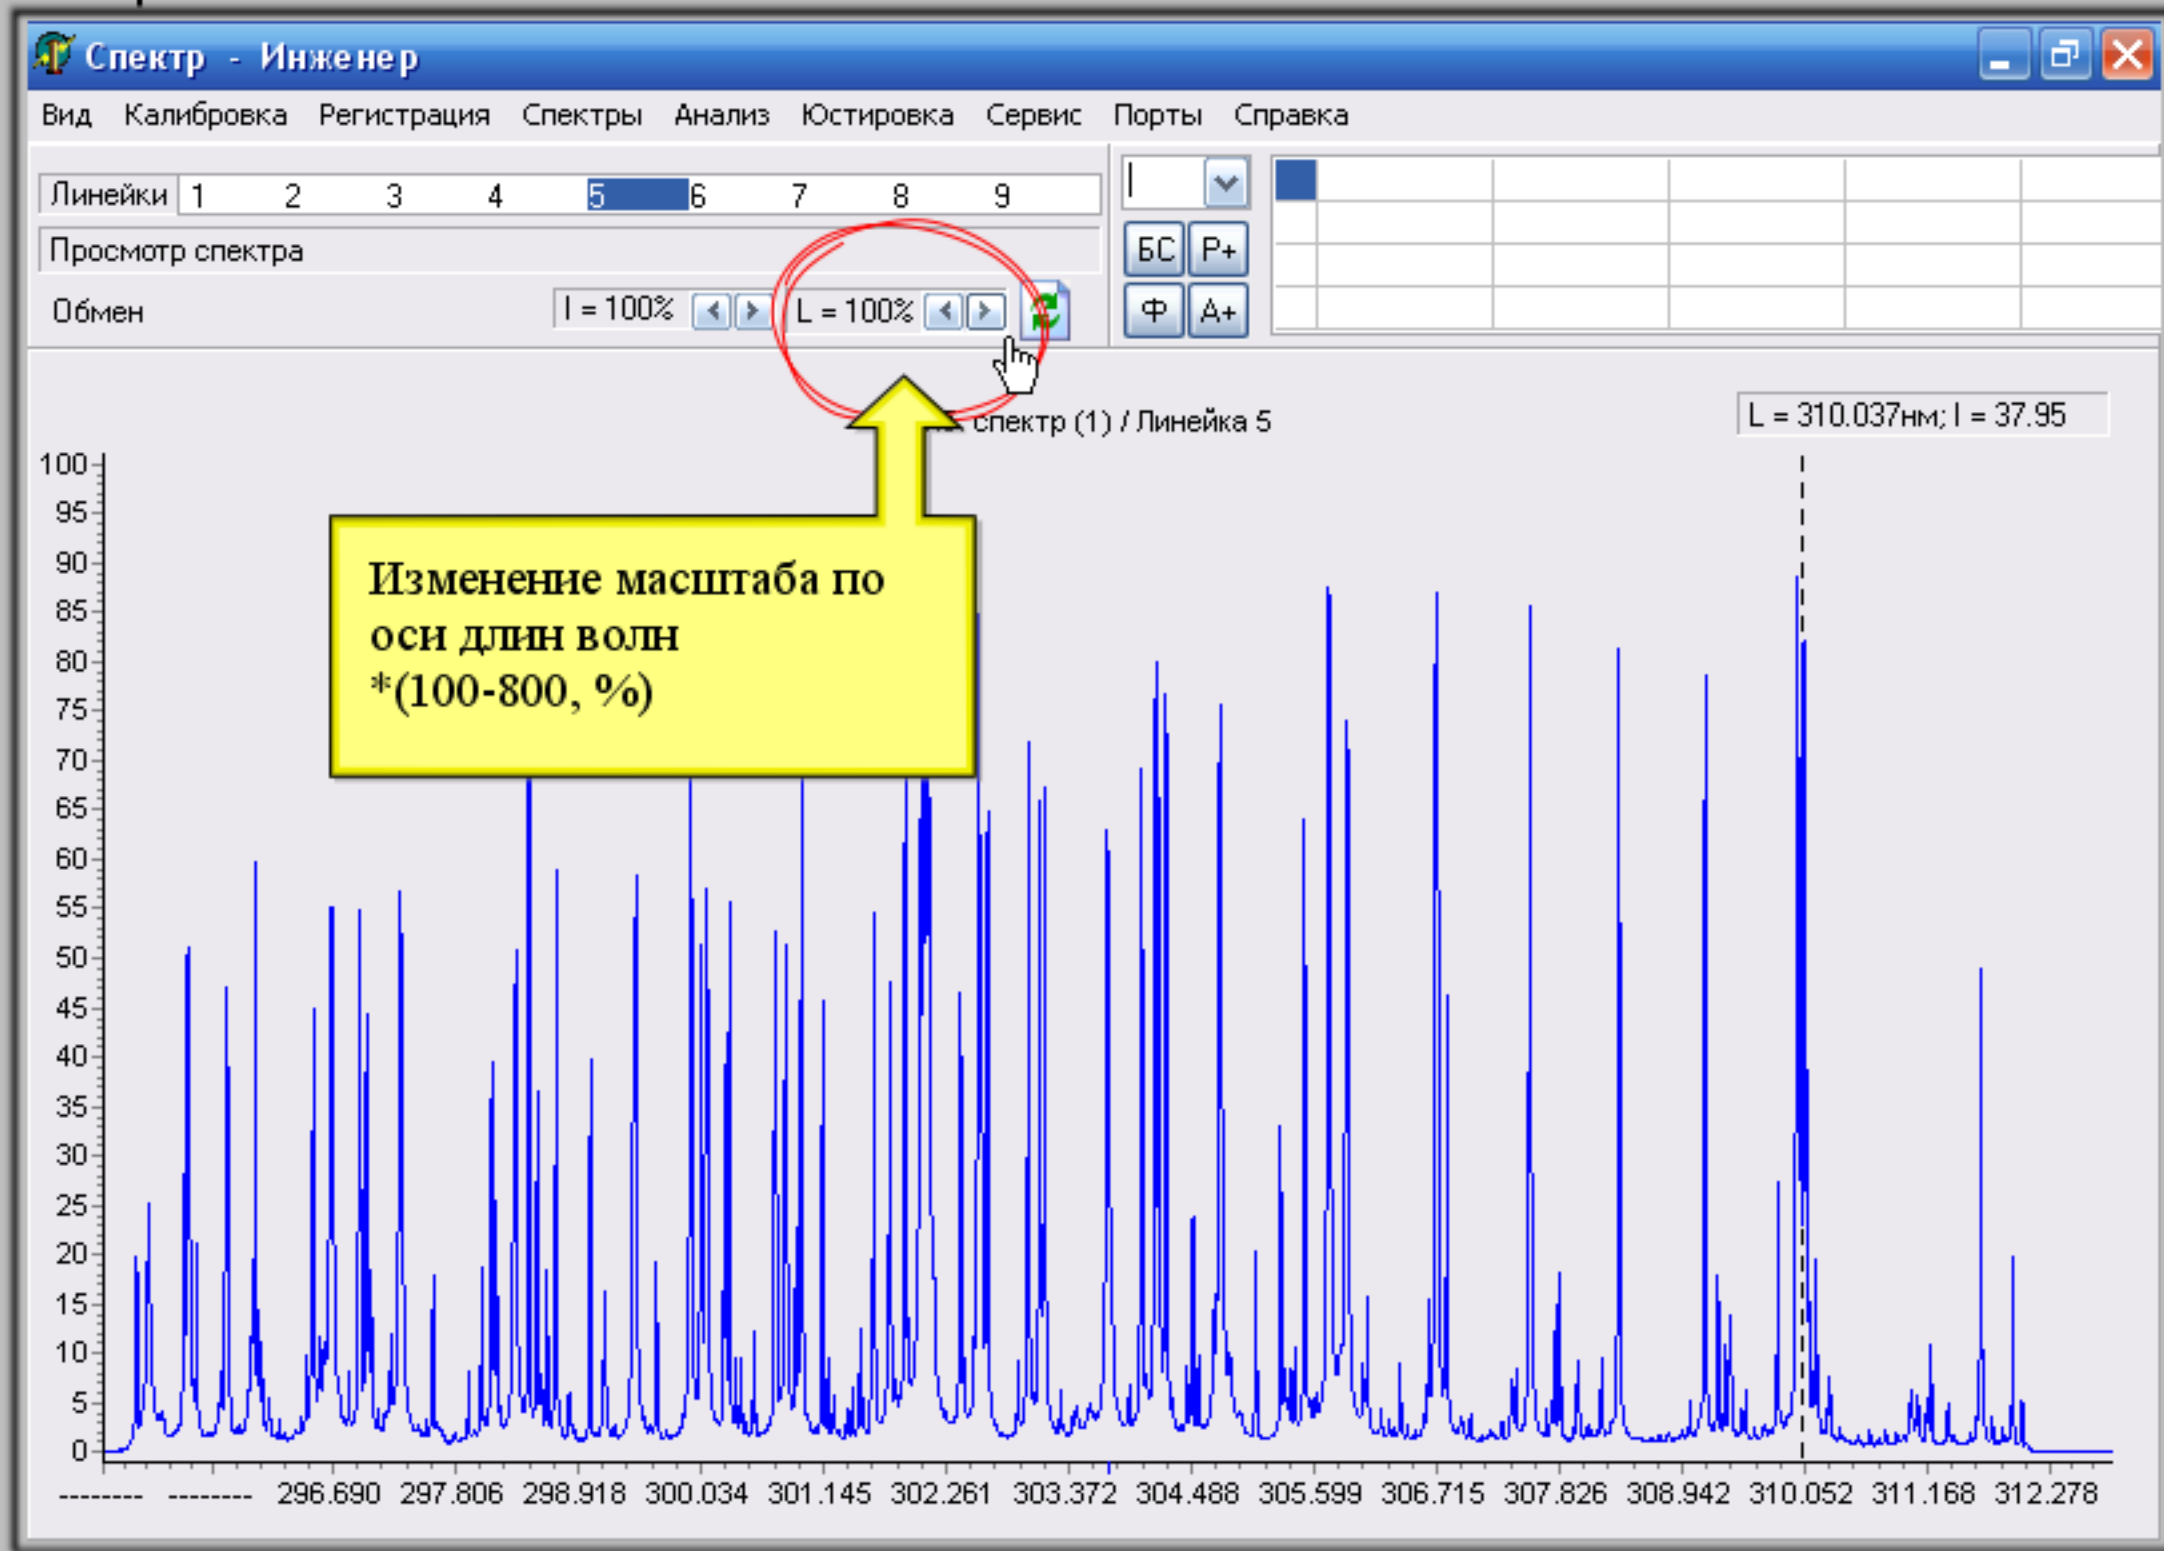 Спектр - Инженер
Вид Калибровка Регистрация Спектры Анализ Юстировка Сервис Порты Справка
Линейки 1 2 3 4 5 6 7 8 9
Просмотр спектра
БС Р+
Обмен I = 100% L = 100%
Ф А+
спектр (1) / Линейка 5
L = 310.037нм; I = 37.95
Изменение масштаба по
оси длин волн
*(100-800, %)
100
95
90
85
80
75
70
65
60
55
50
45
40
35
30
25
20
15
10
5
0
-------- -------- 296.690 297.806 298.918 300.034 301.145 302.261 303.372 304.488 305.599 306.715 307.826 308.942 310.052 311.168 312.278